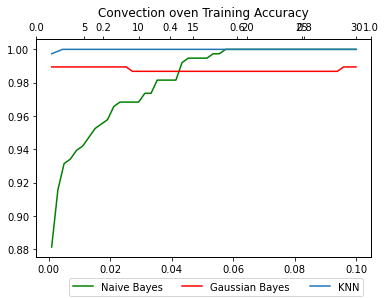 Convection oven Training Accuracy
0.0 5 0.2 10 0.4 15 0.6 20 25 0.8 30 1.0
1.00
0.98
0.96
0.94
0.92
0.90
0.88
0.00 0.02 0.04 0.06 0.08 0.10
Naive Bayes Gaussian Bayes KNN